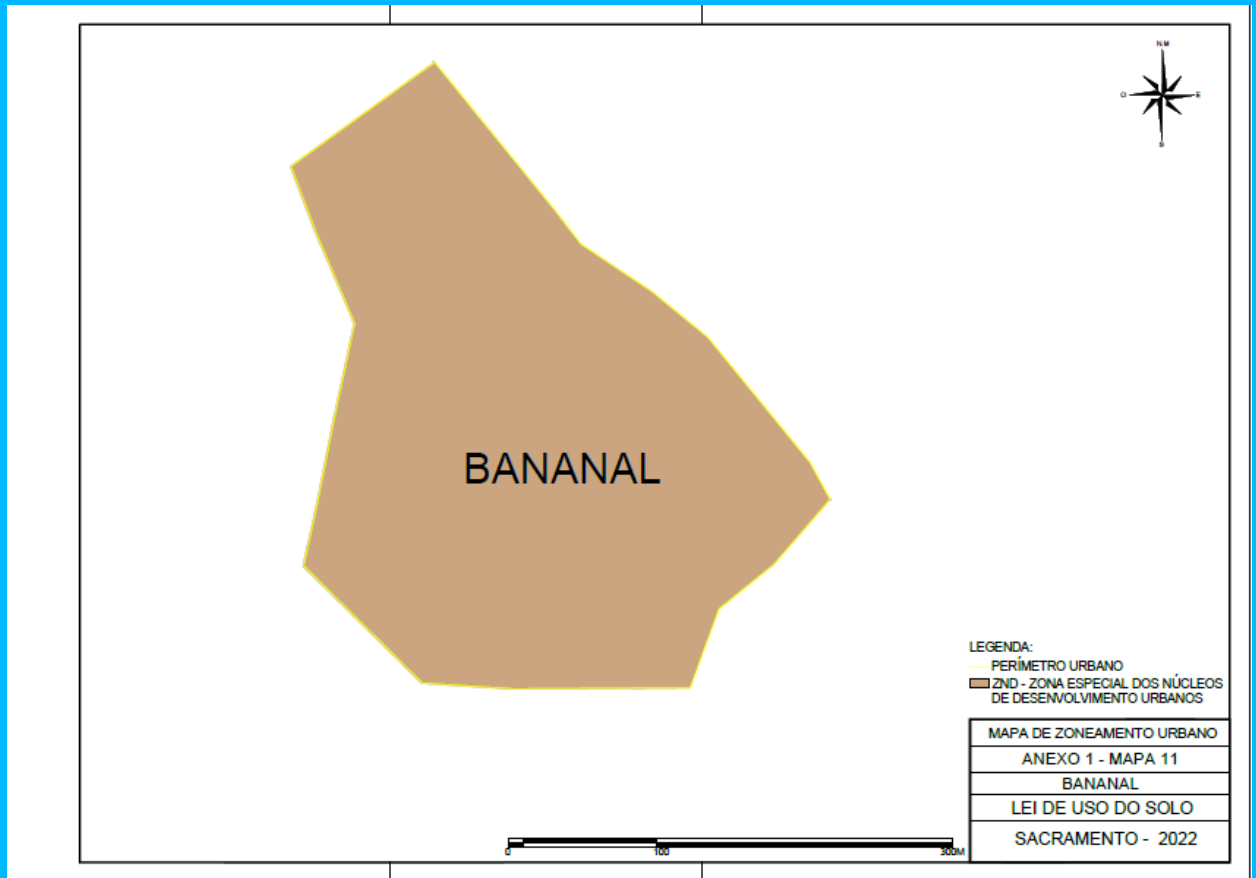 NM
O
E
S
BANANAL
LEGENDA:
PERÍMETRO URBANO
ZND - ZONA ESPECIAL DOS NÚCLEOS
DE DESENVOLVIMENTO URBANOS
MAPA DE ZONEAMENTO URBANO
ANEXO 1 - MAPA 11
BANANAL
LEI DE USO DO SOLO
SACRAMENTO - 2022
0 100 300M